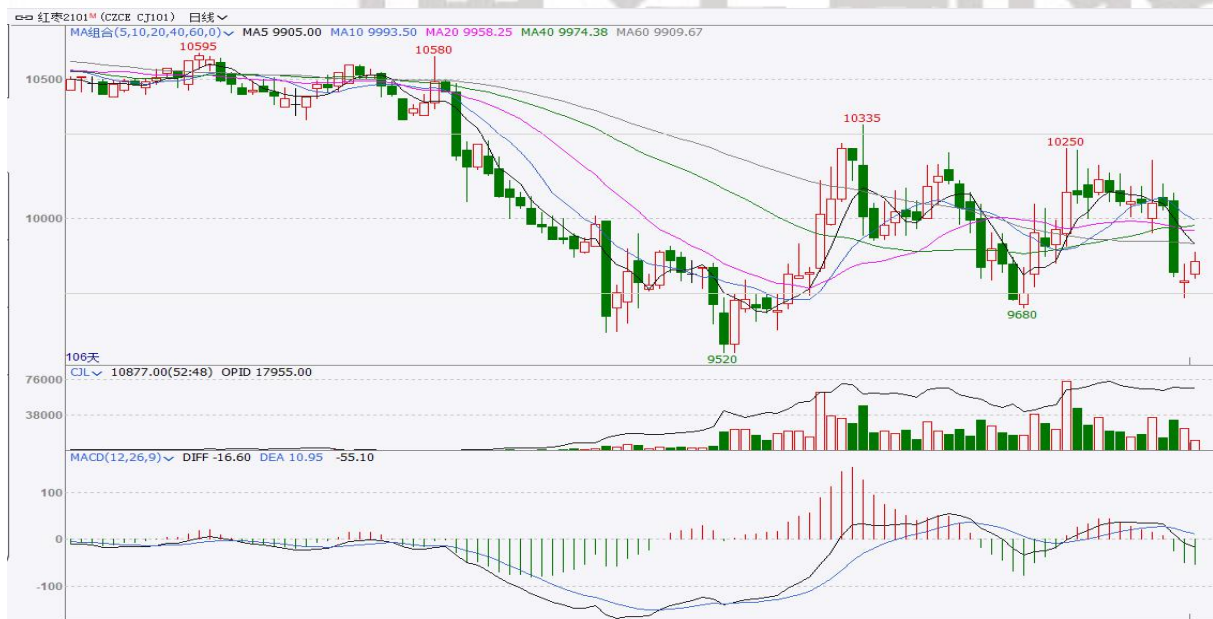 红枣2101M (CZCE CJ101) 日线
MA组合(5,10,20,40,60,0) MA5 9905.00 MA10 9993.50 MA20 9958.25 MA40 9974.38 MA60 9909.67
10595
10580
10500
10335
10250
10000
9680
9520
106天
CJL 10877.00(52:48) OPID 17955.00
76000
38000
MACD(12,26,9) DIFF -16.60 DEA 10.95 -55.10
100
0
-100